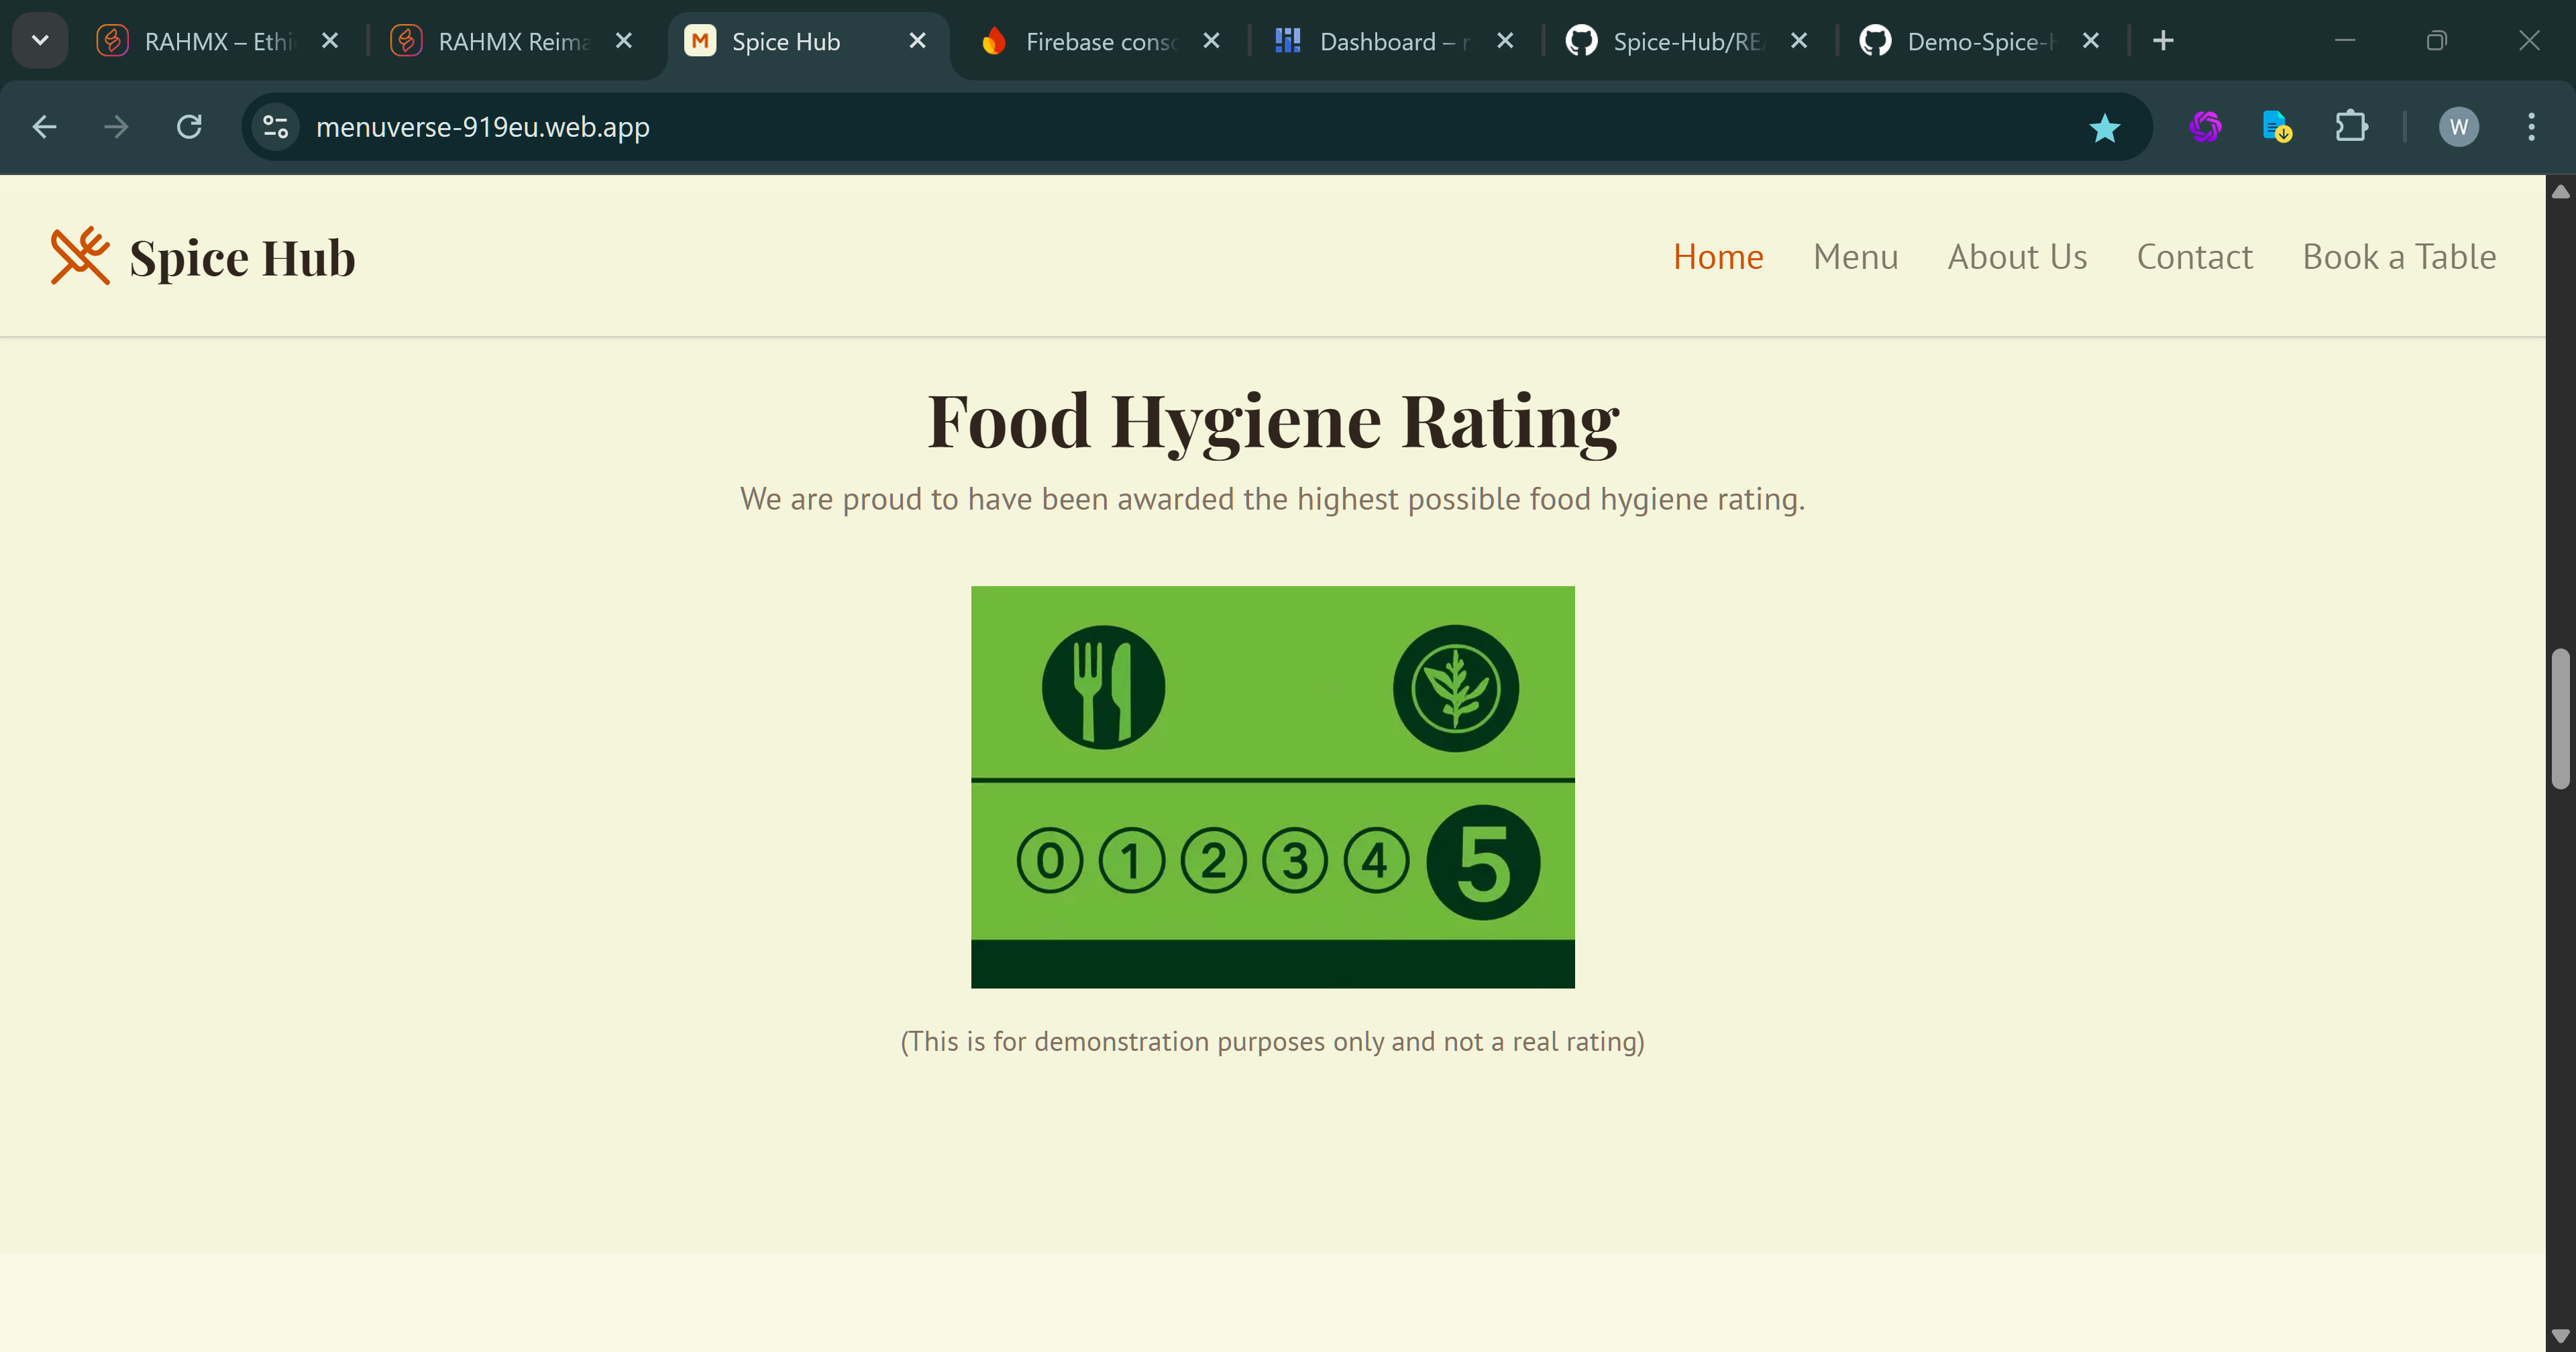 RAHMX – Ethi
RAHMX Reima
M
Spice Hub
Firebase cons
Dashboard –
Spice-Hub/RE
Demo-Spice-
menuverse-919eu.web.app
W
Spice Hub
Home
Menu
About Us
Contact
Book a Table
Food Hygiene Rating
We are proud to have been awarded the highest possible food hygiene rating.
0 1 2 3 4 5
(This is for demonstration purposes only and not a real rating)